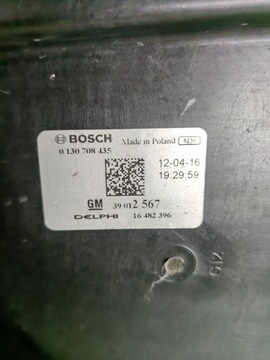 BOSCH Made in Poland
0 130 708 435
12-04-16
19:29:59
GM 39 012 567
DELPHI 16 482 396